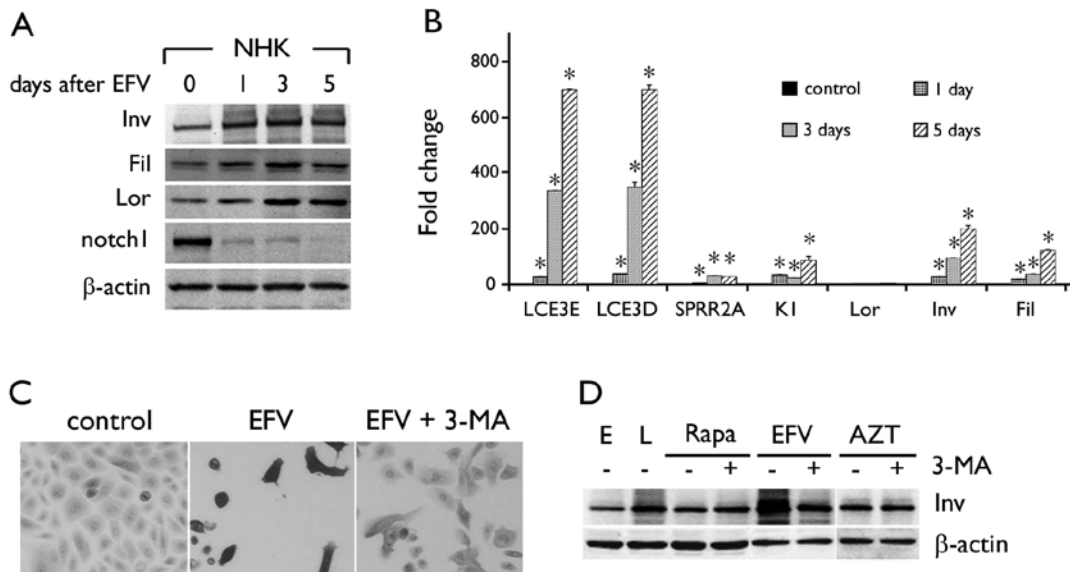 A
NHK
days after EFV 0 1 3 5
Inv
Fil
Lor
notch1
β-actin
B
Fold change
800
600
400
200
0
control
1 day
3 days
5 days
* * * * * * * * * * * * * * * * * *
LCE3E LCE3D SPRR2A K1 Lor Inv Fil
C
control EFV EFV + 3-MA
D
E L Rapa EFV AZT
- - - + - + - + 3-MA
Inv
β-actin